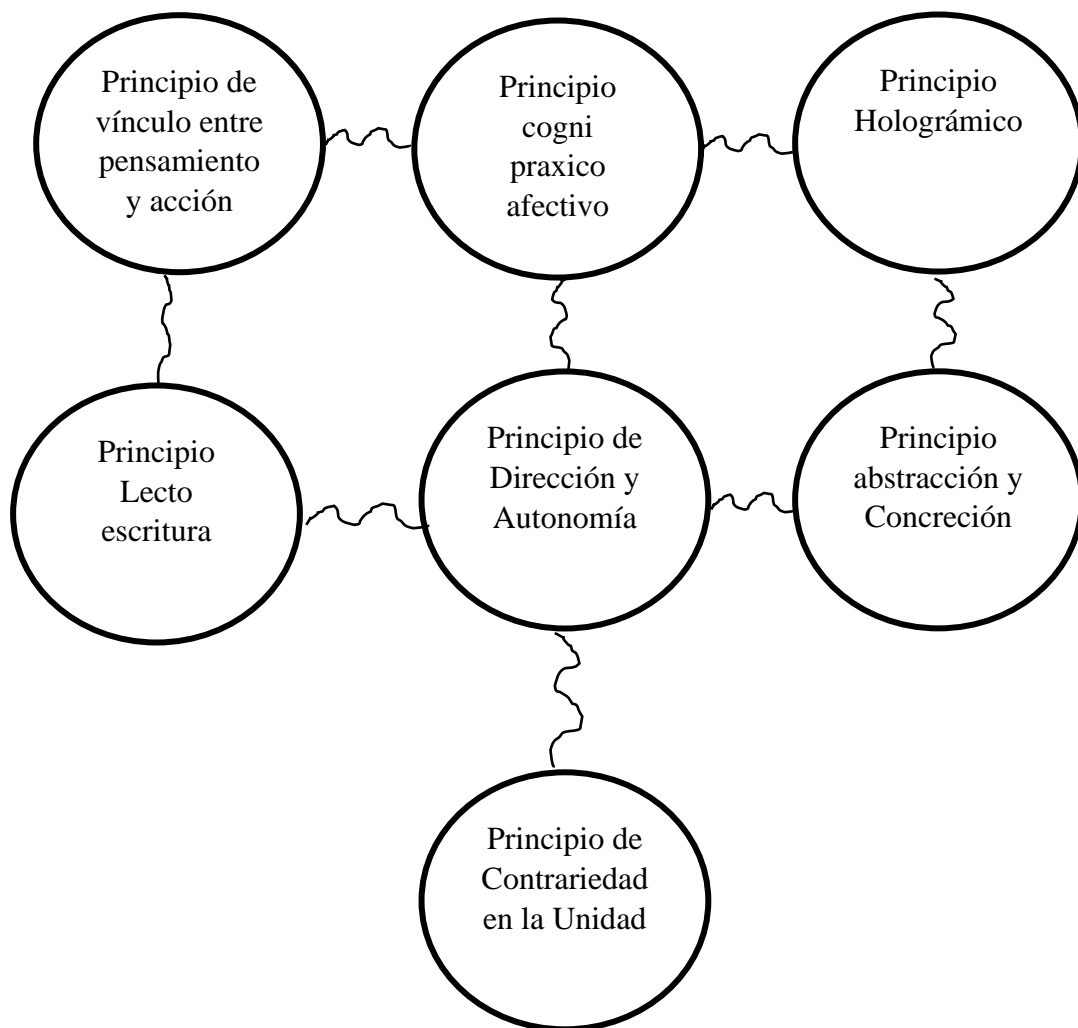 Principio de
vínculo entre
pensamiento
y acción
Principio
cogni
praxico
afectivo
Principio
Hológrámico
Principio
Lecto
escritura
Principio de
Dirección y
Autonomía
Principio
abstracción y
Concreción
Principio de
Contrariedad
en la Unidad